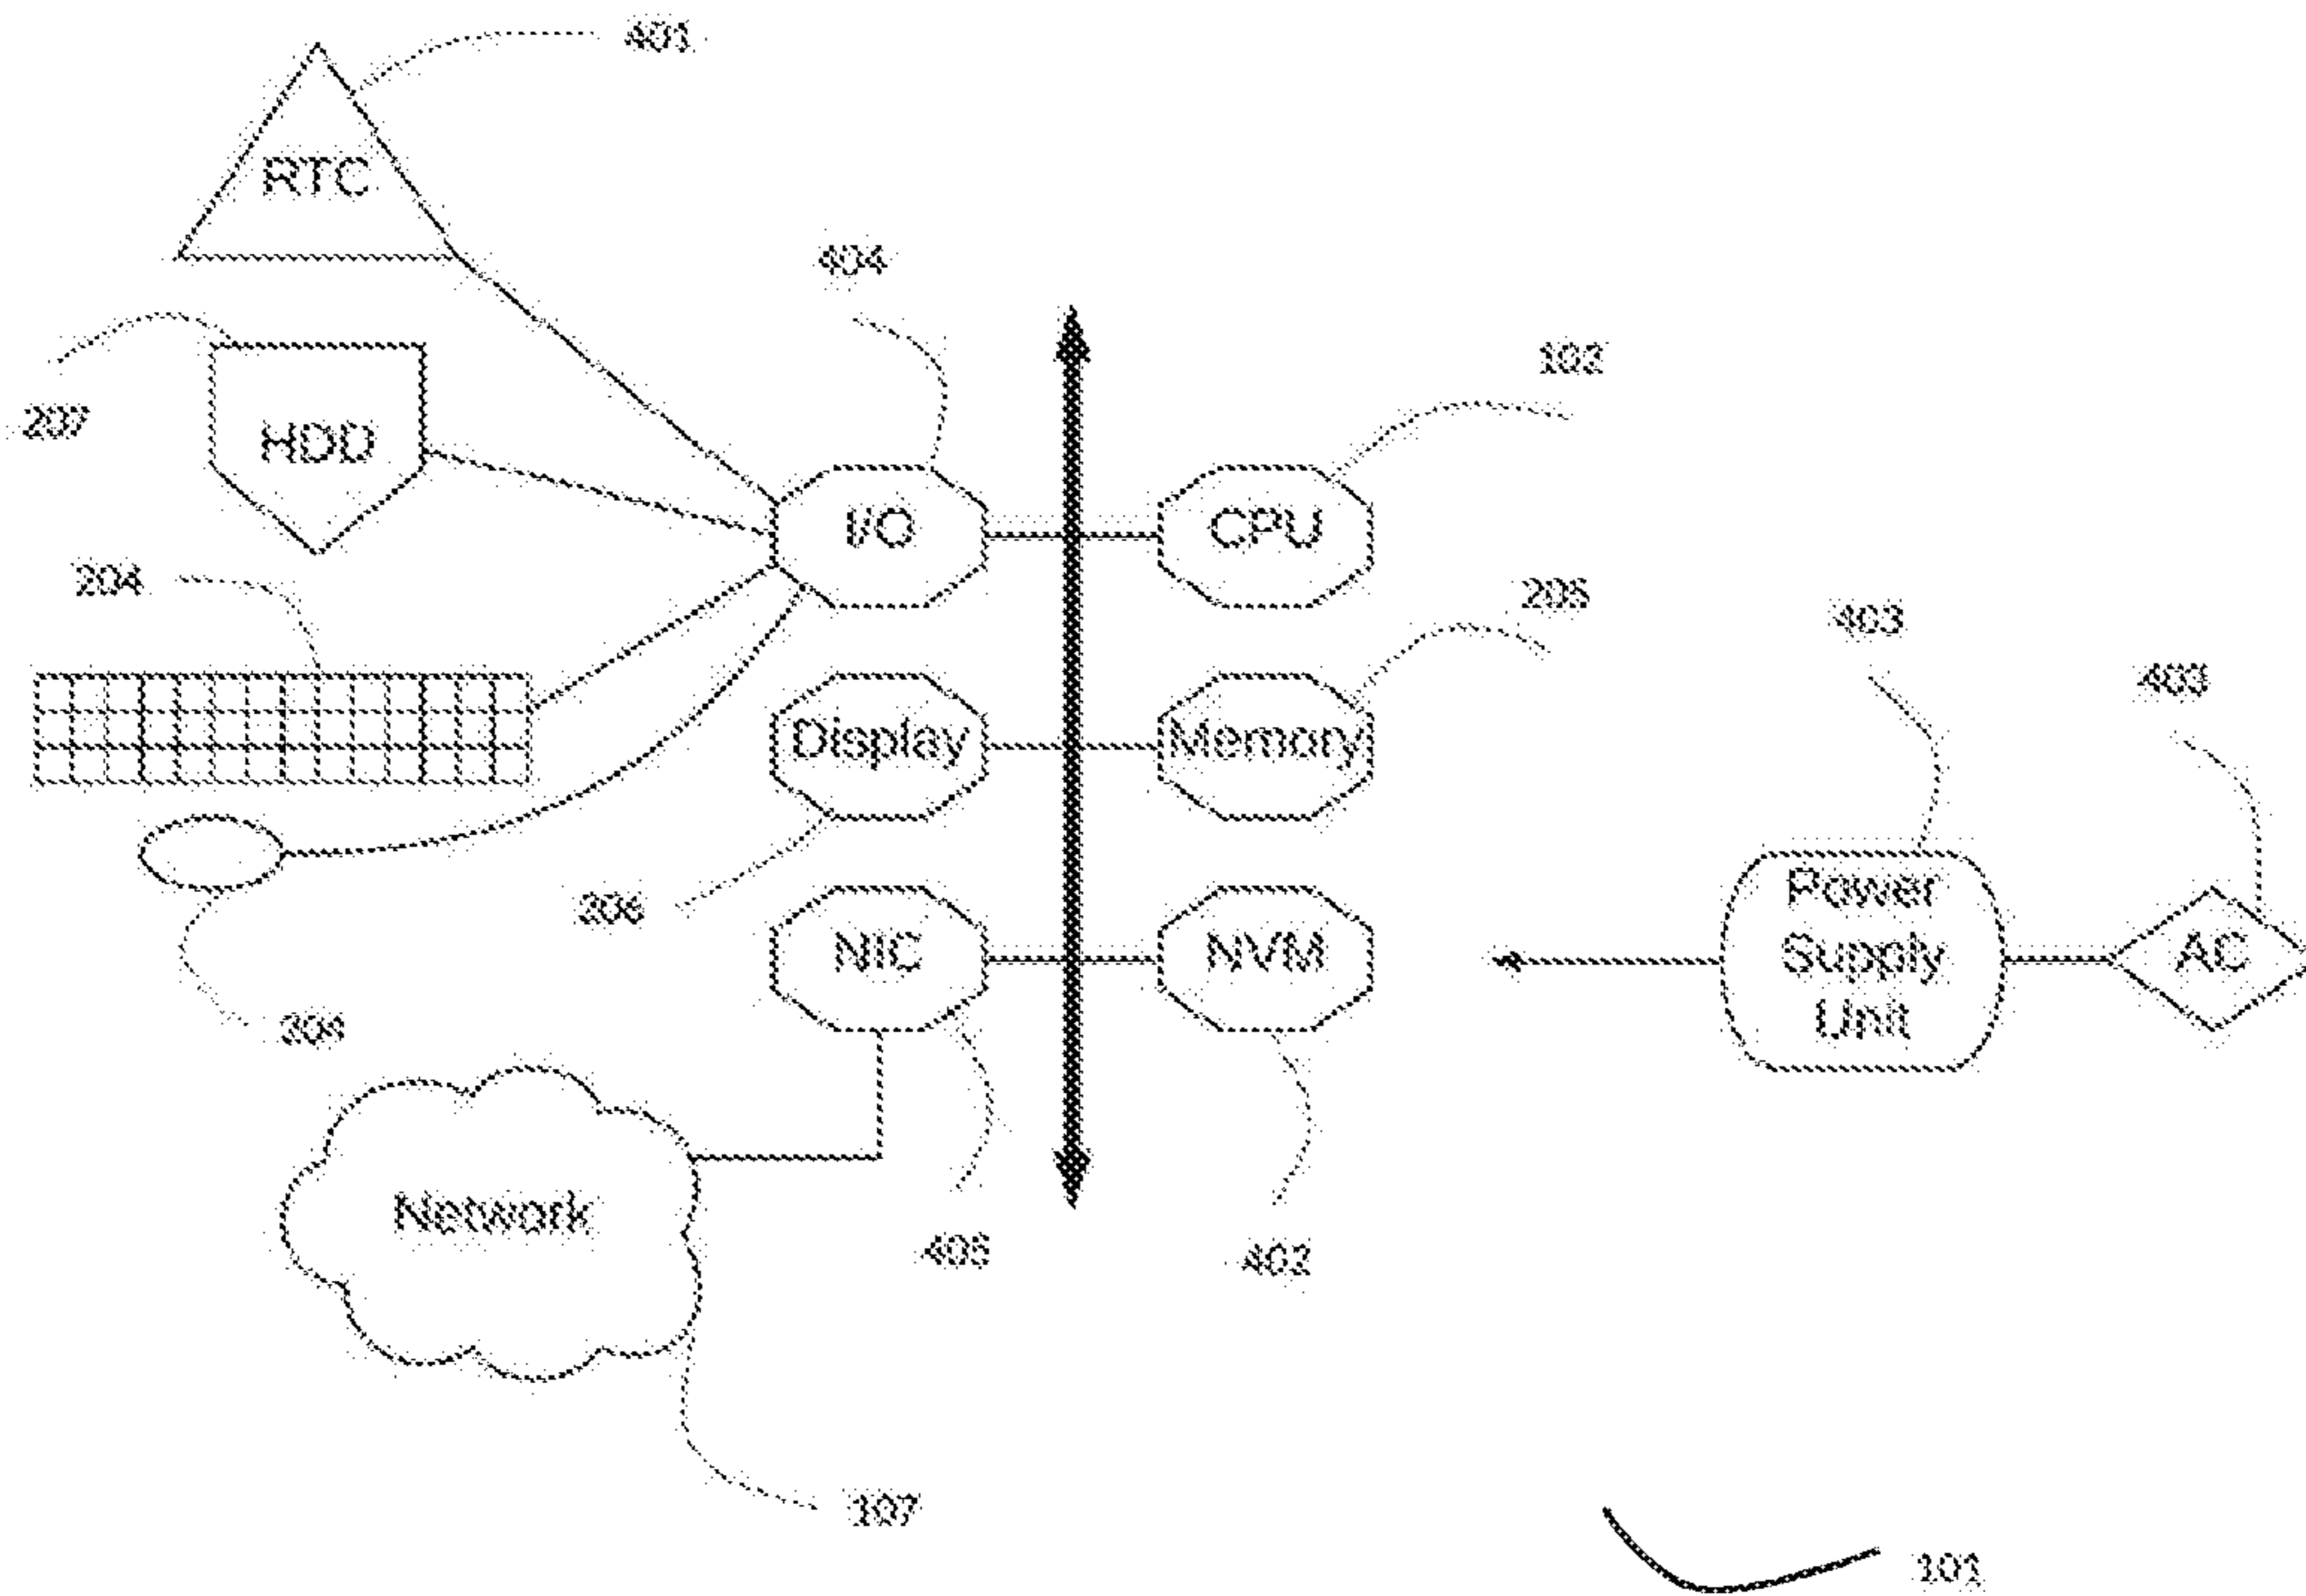 401
RTC
404
102
207
HDD
I/O
CPU
204
205
403
403
Display
Memory
206
Power
Supply
Unit
NIC
NVM
AC
Network
402
107
101